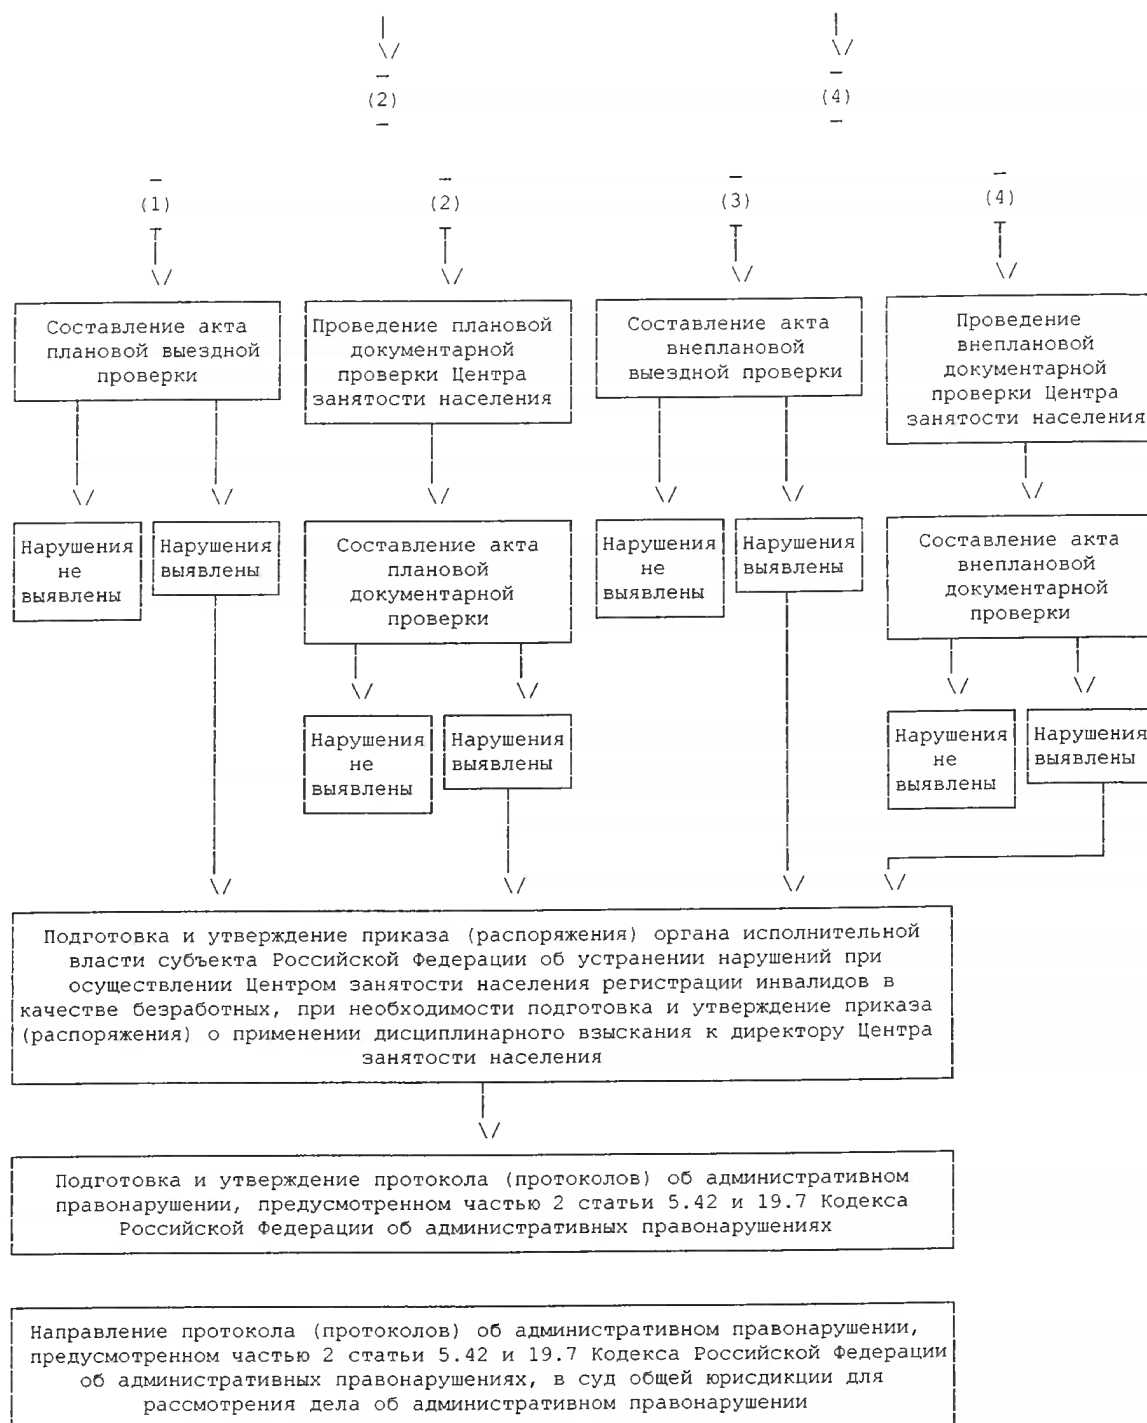 (2)
(4)
(1)
(2)
(3)
(4)
Составление акта
плановой выездной
проверки
Проведение плановой
документарной
проверки Центра
занятости населения
Составление акта
внеплановой
выездной проверки
Проведение
внеплановой
документарной
проверки Центра
занятости населения
Нарушения
не
выявлены
Нарушения
выявлены
Составление акта
плановой
документарной
проверки
Нарушения
не
выявлены
Нарушения
выявлены
Составление акта
внеплановой
документарной
проверки
Нарушения
не
выявлены
Нарушения
выявлены
Нарушения
не
выявлены
Нарушения
выявлены
Подготовка и утверждение приказа (распоряжения) органа исполнительной
власти субъекта Российской Федерации об устранении нарушений при
осуществлении Центром занятости населения регистрации инвалидов в
качестве безработных, при необходимости подготовка и утверждение приказа
(распоряжения) о применении дисциплинарного взыскания к директору Центра
занятости населения
Подготовка и утверждение протокола (протоколов) об административном
правонарушении, предусмотренном частью 2 статьи 5.42 и 19.7 Кодекса
Российской Федерации об административных правонарушениях
Направление протокола (протоколов) об административном правонарушении,
предусмотренном частью 2 статьи 5.42 и 19.7 Кодекса Российской Федерации
об административных правонарушениях, в суд общей юрисдикции для
рассмотрения дела об административном правонарушении